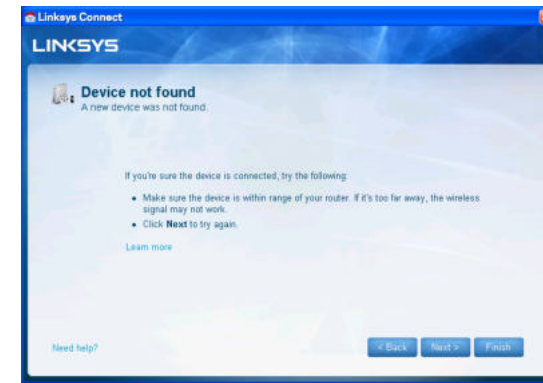 Linksys Connect
LINKSYS
Device not found
A new device was not found.
If you're sure the device is connected, try the following:
• Make sure the device is within range of your router. If it's too far away, the wireless
signal may not work.
• Click Next to try again.
Learn more
Need help?
< Back
Next >
Finish